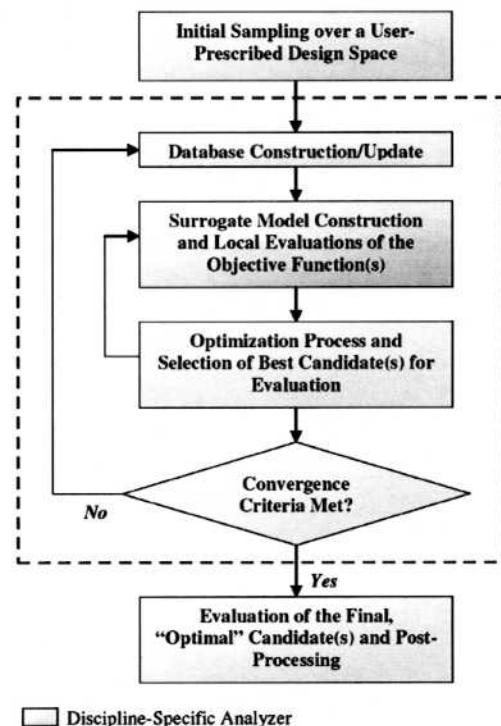 Initial Sampling over a User-
Prescribed Design Space
Database Construction/Update
Surrogate Model Construction
and Local Evaluations of the
Objective Function(s)
Optimization Process and
Selection of Best Candidate(s) for
Evaluation
Convergence
Criteria Met?
No
Yes
Evaluation of the Final,
“Optimal” Candidate(s) and Post-
Processing
Discipline-Specific Analyzer